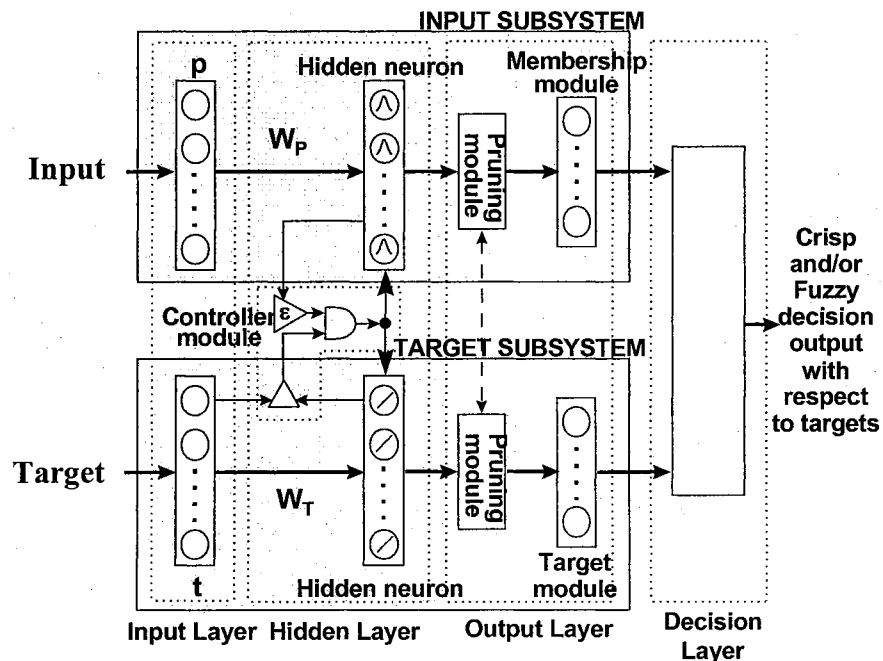 INPUT SUBSYSTEM
p
Hidden neuron
Membership
module
W_P
Pruning
module
Input
Crisp
and/or
Fuzzy
decision
output
with
respect
to targets
ε
Controller
module
TARGET SUBSYSTEM
Target
W_T
Pruning
module
t
Hidden neuron
Target
module
Input Layer
Hidden Layer
Output Layer
Decision
Layer